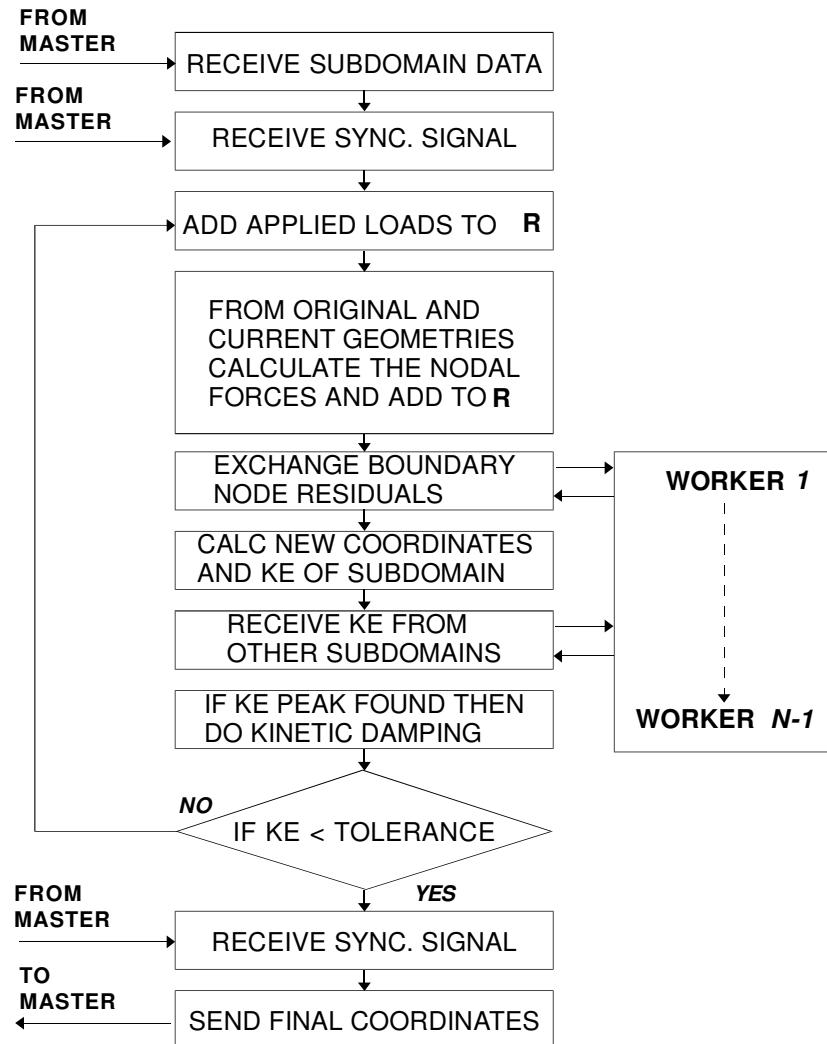 FROM
MASTER
RECEIVE SUBDOMAIN DATA
FROM
MASTER
RECEIVE SYNC. SIGNAL
ADD APPLIED LOADS TO R
FROM ORIGINAL AND
CURRENT GEOMETRIES
CALCULATE THE NODAL
FORCES AND ADD TO R
EXCHANGE BOUNDARY
NODE RESIDUALS
WORKER 1
CALC NEW COORDINATES
AND KE OF SUBDOMAIN
RECEIVE KE FROM
OTHER SUBDOMAINS
WORKER N-1
IF KE PEAK FOUND THEN
DO KINETIC DAMPING
NO
IF KE < TOLERANCE
YES
FROM
MASTER
RECEIVE SYNC. SIGNAL
TO
MASTER
SEND FINAL COORDINATES